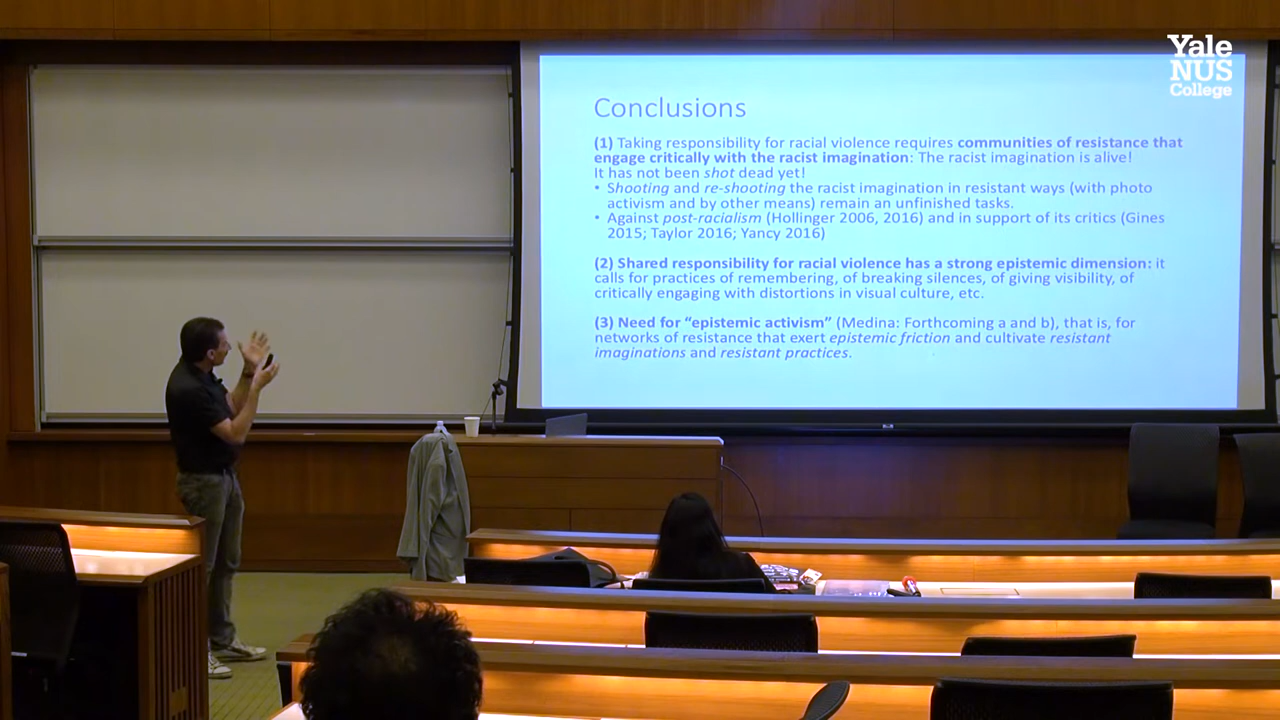 Yale
NUS
College
Conclusions
(1) Taking responsibility for racial violence requires communities of resistance that
engage critically with the racist imagination: The racist imagination is alive!
It has not been shot dead yet!
• Shooting and re-shooting the racist imagination in resistant ways (with photo
activism and by other means) remain an unfinished tasks.
• Against post-racialism (Hollinger 2006, 2016) and in support of its critics (Gines
2015; Taylor 2016; Yancy 2016)
(2) Shared responsibility for racial violence has a strong epistemic dimension: it
calls for practices of remembering, of breaking silences, of giving visibility, of
critically engaging with distortions in visual culture, etc.
(3) Need for “epistemic activism” (Medina: Forthcoming a and b), that is, for
networks of resistance that exert epistemic friction and cultivate resistant
imaginations and resistant practices.